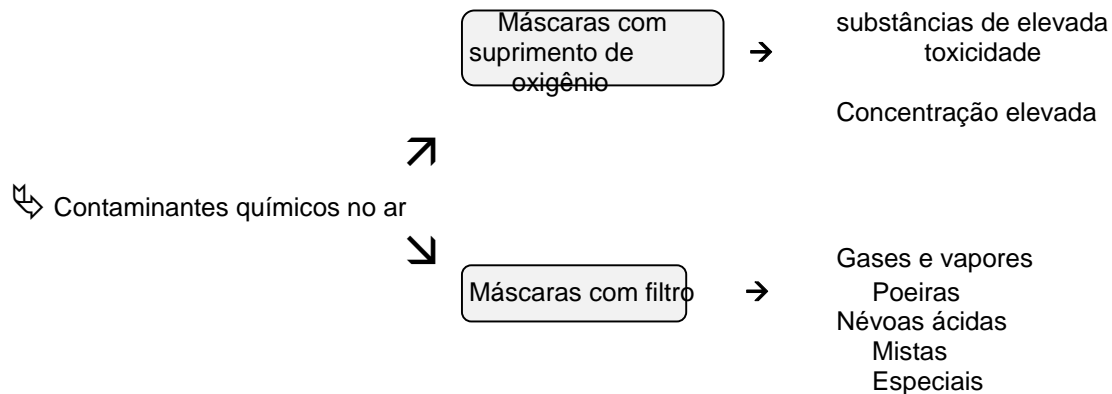 Máscaras com
suprimento de
oxigênio
→
substâncias de elevada
toxicidade
Concentração elevada
Contaminantes químicos no ar
Máscaras com filtro
→
Gases e vapores
Poeiras
Névoas ácidas
Mistas
Especiais